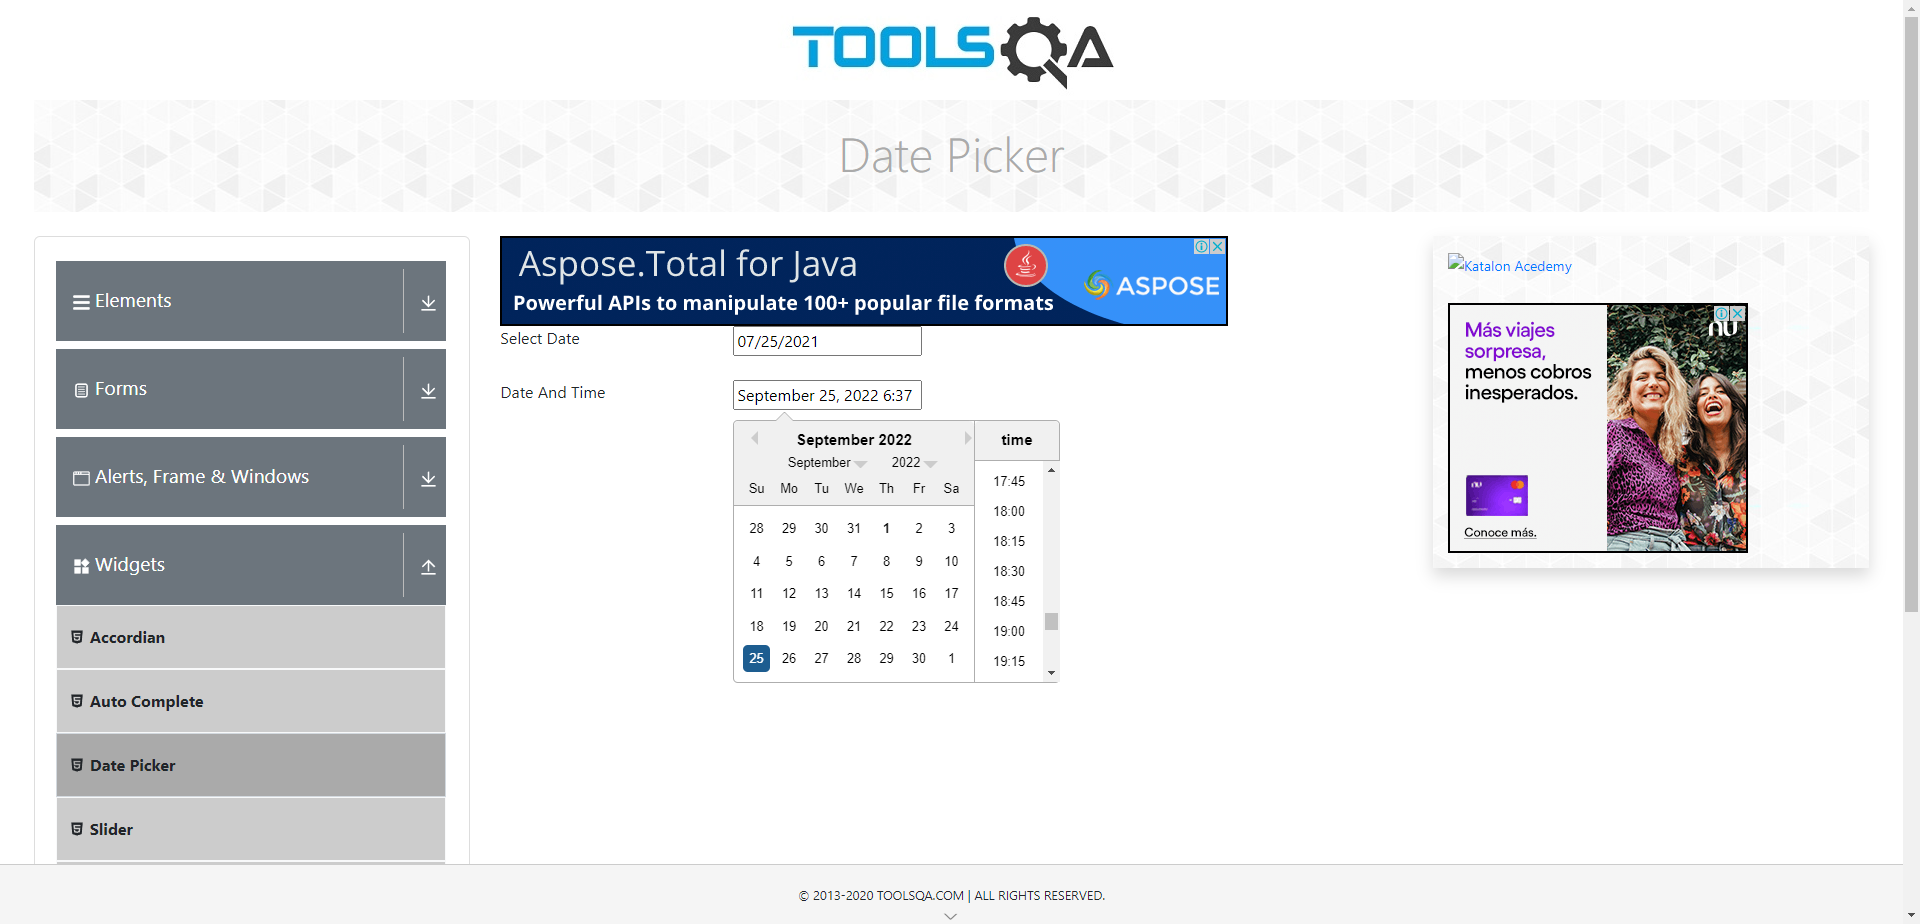 TOOLSQA
Date Picker
Elements
Forms
Alerts, Frame & Windows
Widgets
Accordian
Auto Complete
Date Picker
Slider
Aspose.Total for Java
Powerful APIs to manipulate 100+ popular file formats
ASPOSE
Select Date
07/25/2021
Date And Time
September 25, 2022 6:37
September 2022
September 2022
Su Mo Tu We Th Fr Sa
28 29 30 31 1 2 3
4 5 6 7 8 9 10
11 12 13 14 15 16 17
18 19 20 21 22 23 24
25 26 27 28 29 30 1
time
17:45
18:00
18:15
18:30
18:45
19:00
19:15
Katalon Acedemy
Más viajes
sorpresa,
menos cobros
inesperados.
nu
nu
Conoce más.
© 2013-2020 TOOLSQA.COM | ALL RIGHTS RESERVED.